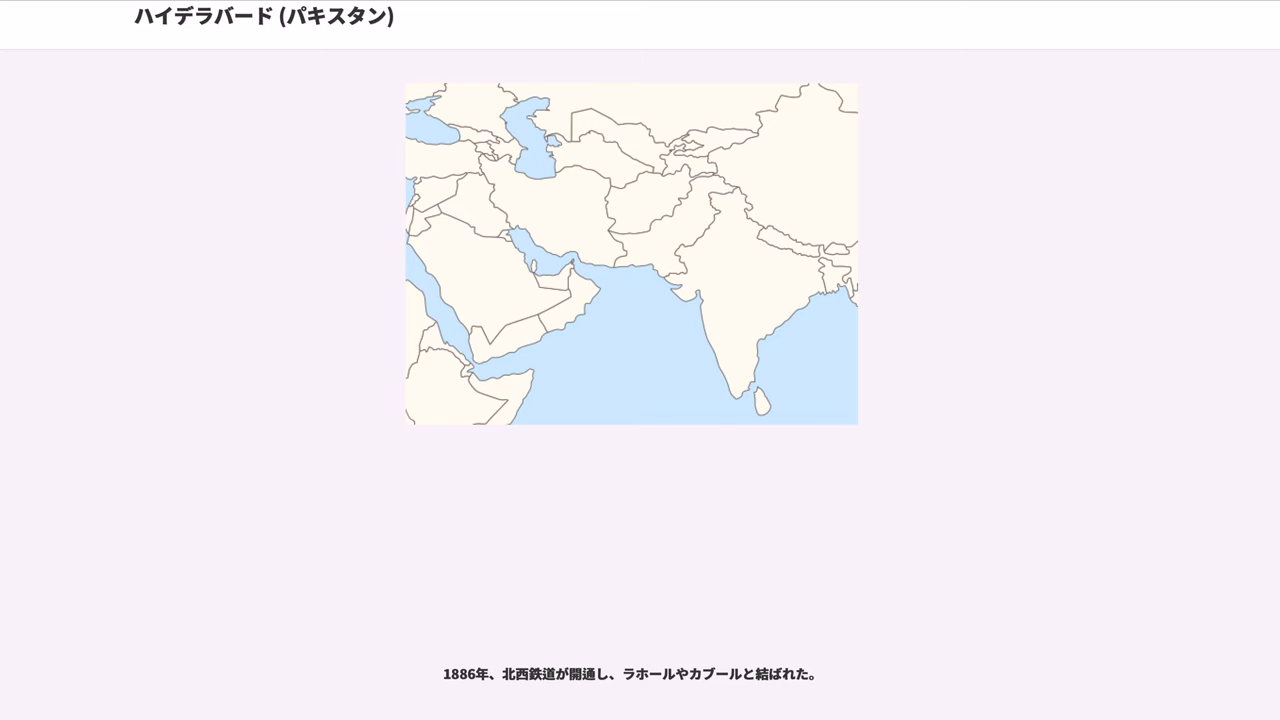 ハイデラバード (パキスタン)
1886年、北西鉄道が開通し、ラホールやカブールと結ばれた。